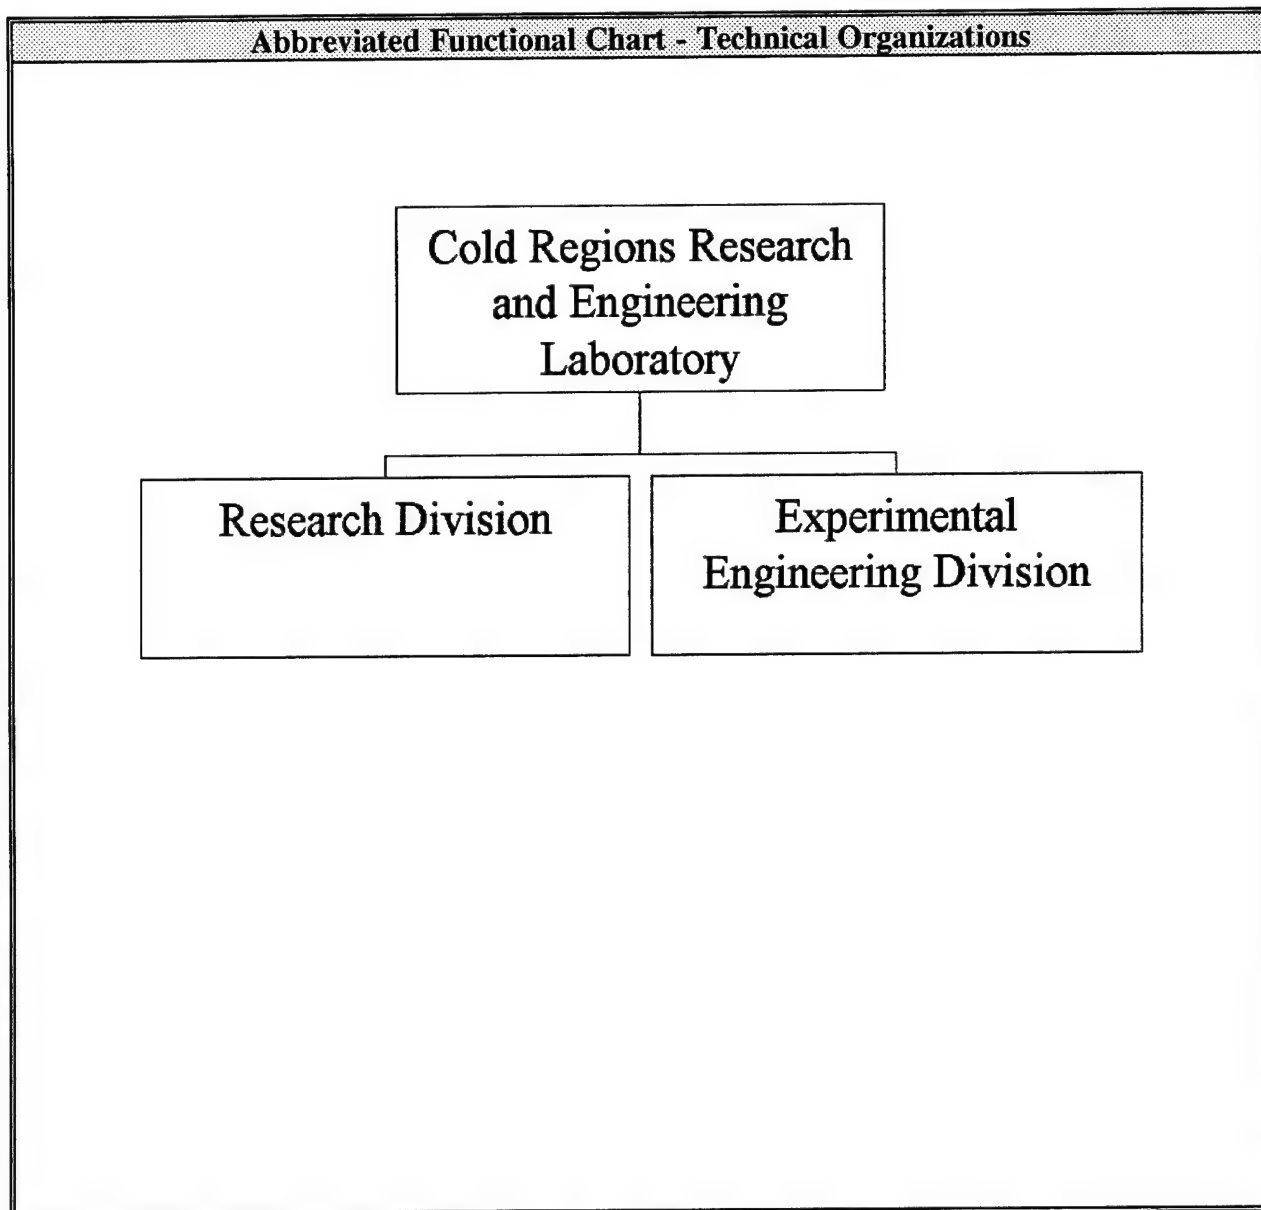 Abbreviated Functional Chart - Technical Organizations
Cold Regions Research
and Engineering
Laboratory
Research Division
Experimental
Engineering Division